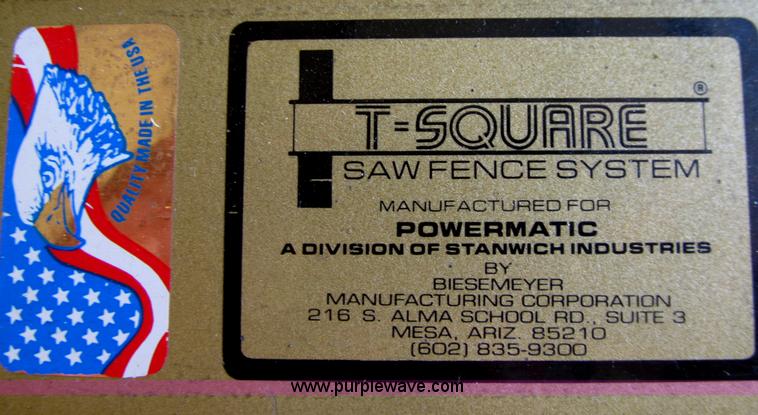 QUALITY MADE IN THE USA
®
T=SQUARE
SAW FENCE SYSTEM
MANUFACTURED FOR
POWERMATIC
A DIVISION OF STANWICH INDUSTRIES
BY
BIESEMEYER
MANUFACTURING CORPORATION
216 S. ALMA SCHOOL RD., SUITE 3
MESA, ARIZ. 85210
(602) 835-9300
www.purplewave.com